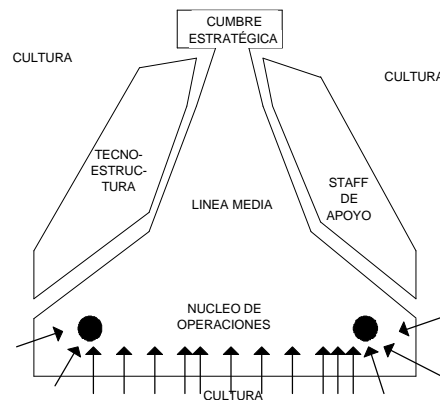 CUMBRE
ESTRATÉGICA
CULTURA
CULTURA
TECNO-
ESTRUC-
TURA
STAFF
DE
APOYO
LINEA MEDIA
NUCLEO DE
OPERACIONES
CULTURA